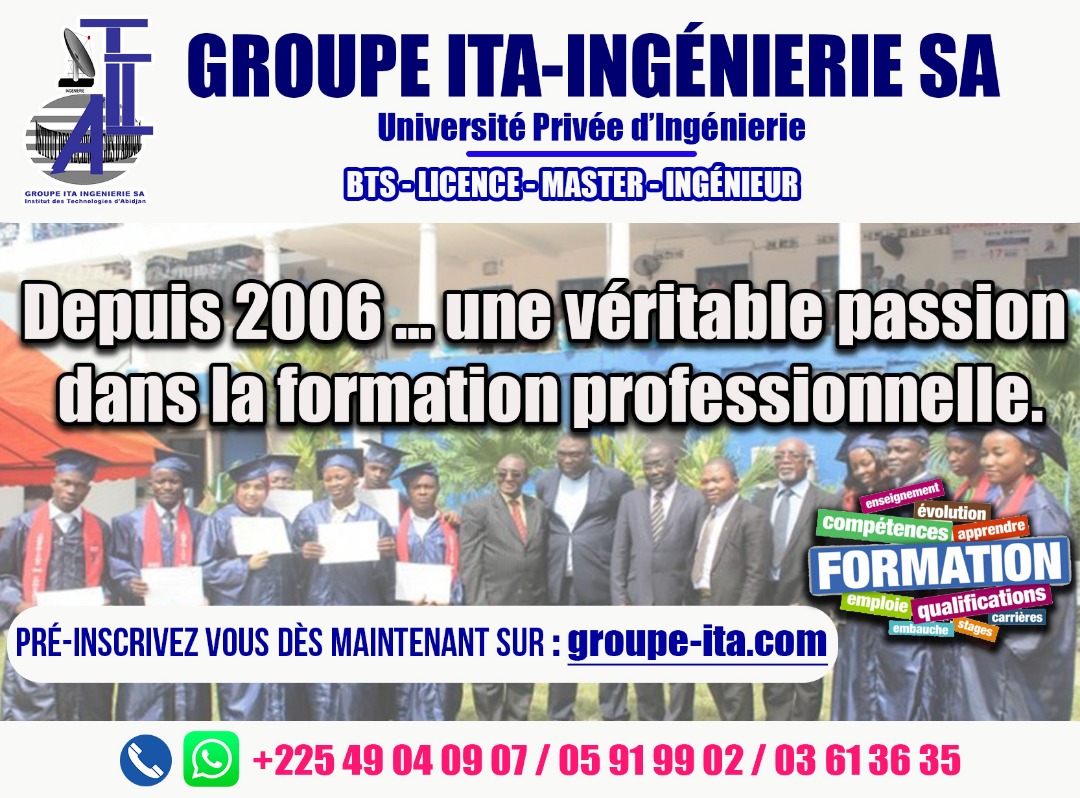 GROUPE ITA-INGÉNIERIE SA
Université Privée d'Ingénierie
BTS - LICENCE - MASTER - INGÉNIEUR
INGENIERIE
ITA
GROUPE ITA INGENIERIE SA
Institut des Technologies d'Abidjan
Depuis 2006 ... une véritable passion
dans la formation professionnelle.
enseignement
évolution
compétences apprendre
FORMATION
emploie qualifications
embauche stages carrières
PRÉ-INSCRIVEZ VOUS DÈS MAINTENANT SUR : groupe-ita.com
+225 49 04 09 07 / 05 91 99 02 / 03 61 36 35